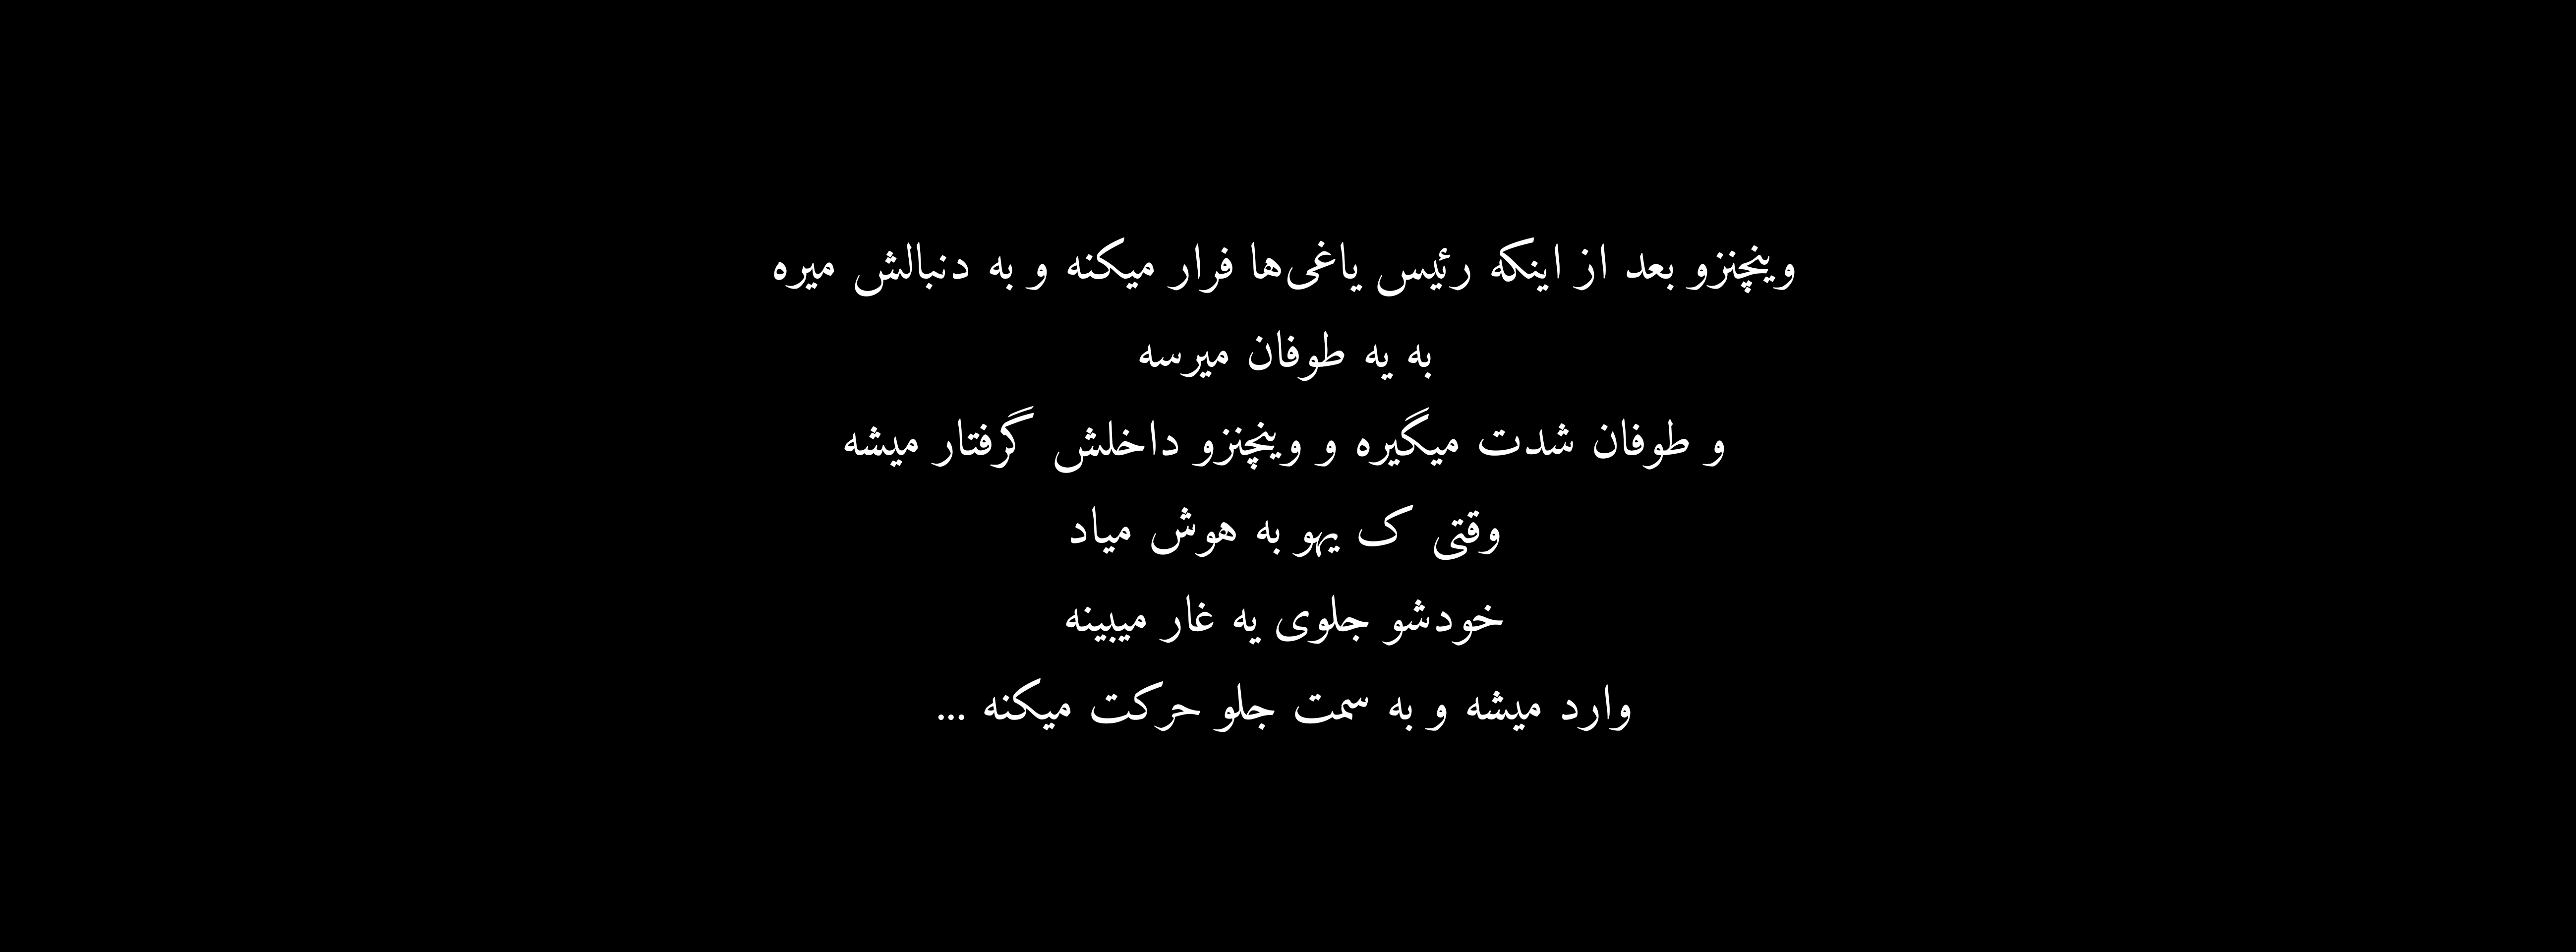 وینچنزو بعد از اینکه رئیس یاغی‌ها فرار میکنه و به دنبالش میره
به یه طوفان میرسه
و طوفان شدت میگیره و وینچنزو داخلش گرفتار میشه
وقتی ک یهو به هوش میاد
خودشو جلوی یه غار میبینه
وارد میشه و به سمت جلو حرکت میکنه ...